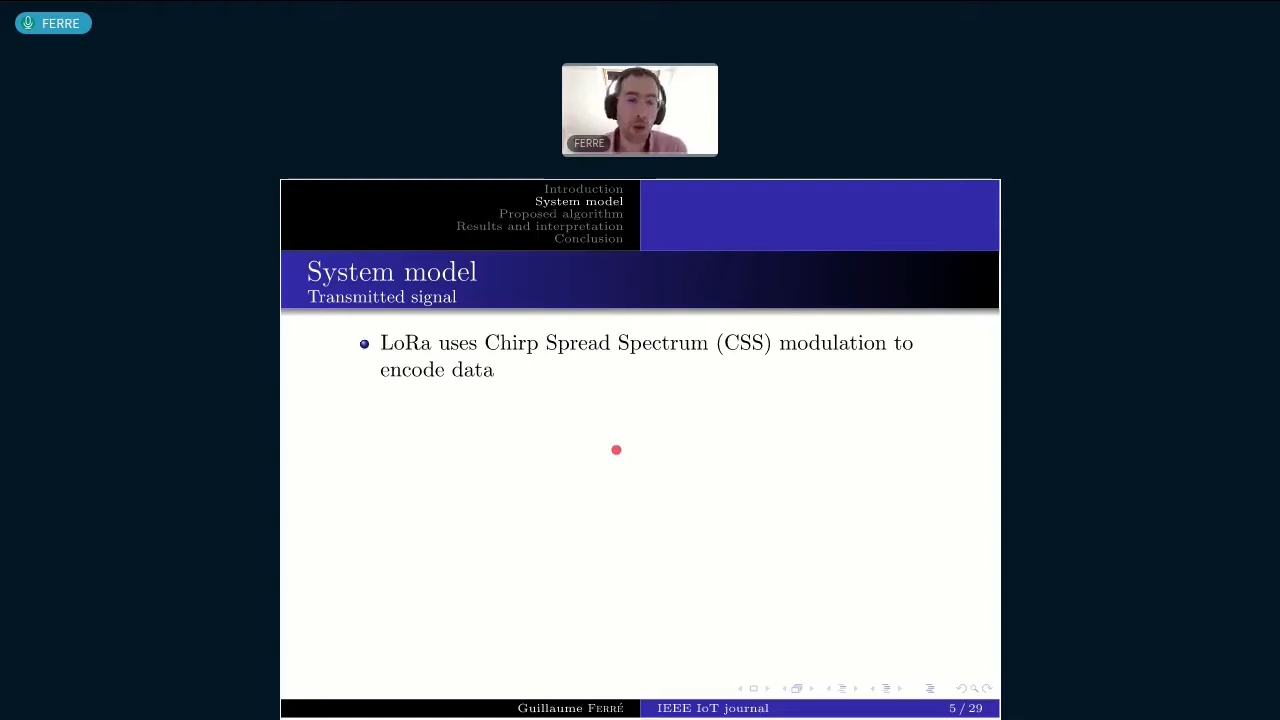 FERRE
FERRE
Introduction
System model
Proposed algorithm
Results and interpretation
Conclusion
System model
Transmitted signal
LoRa uses Chirp Spread Spectrum (CSS) modulation to
encode data
Guillaume Ferré
IEEE IoT journal
5 / 29